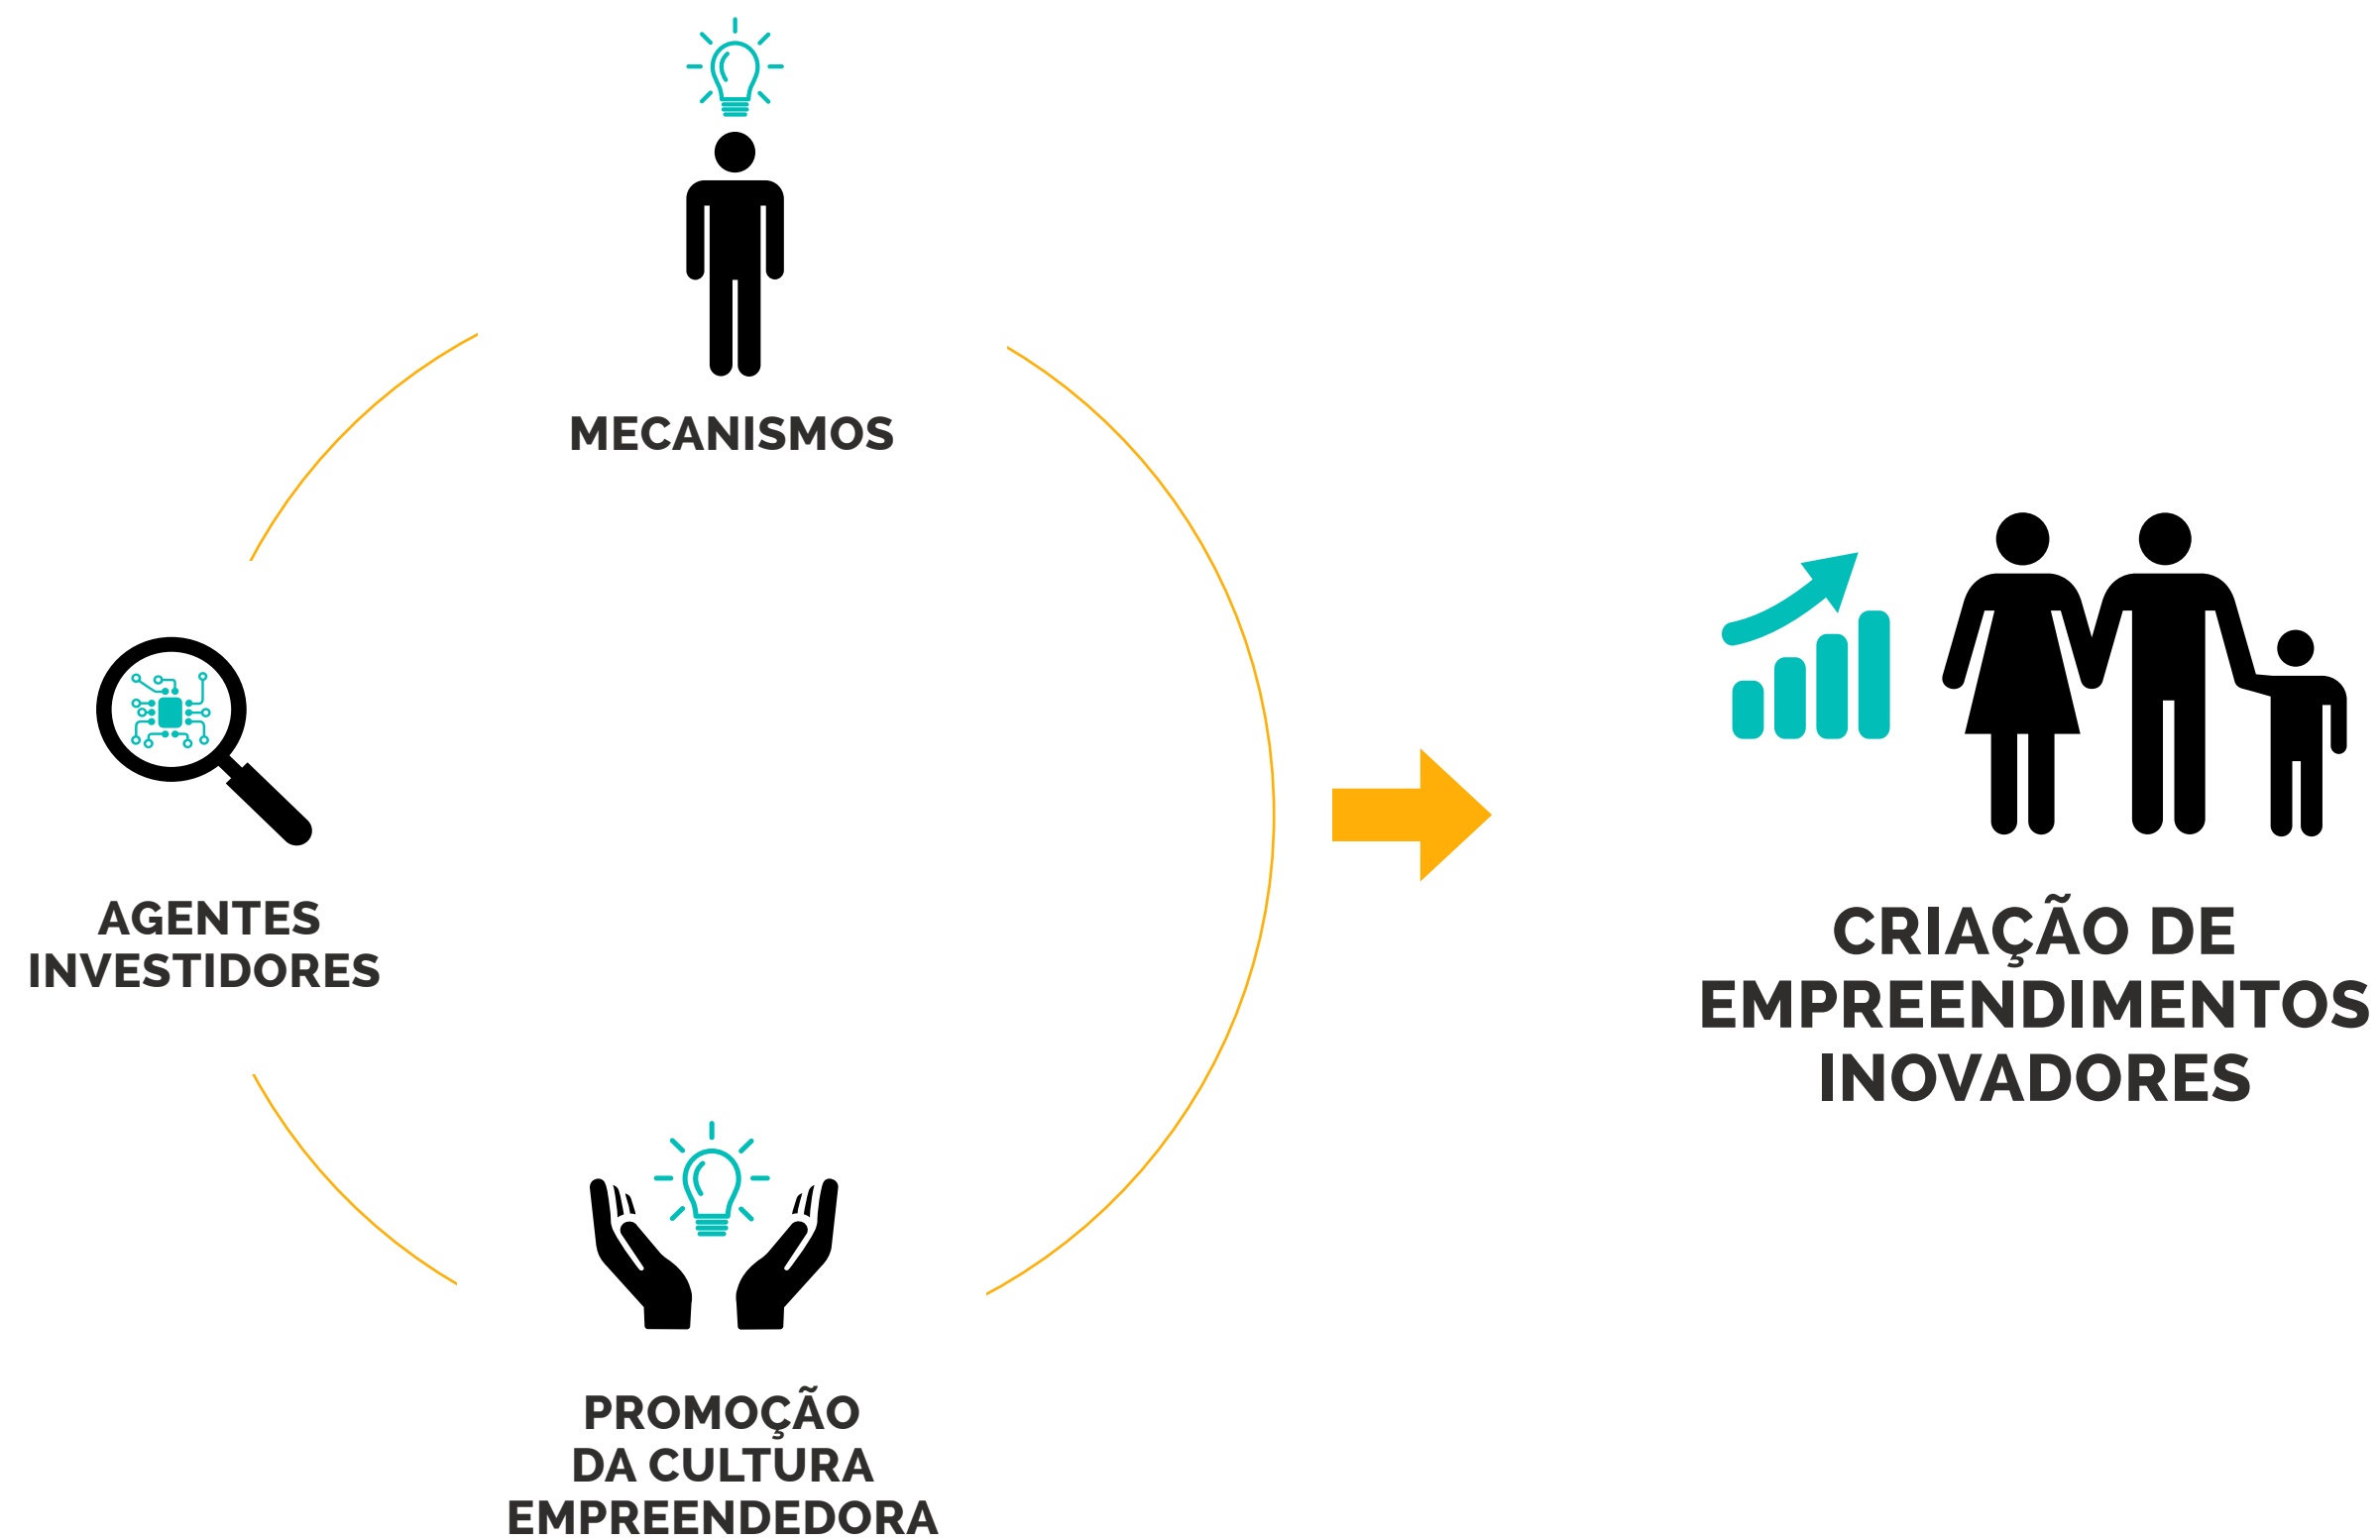 MECANISMOS
AGENTES
INVESTIDORES
PROMOÇÃO
DA CULTURA
EMPREENDEDORA
CRIAÇÃO DE
EMPREENDIMENTOS
INOVADORES